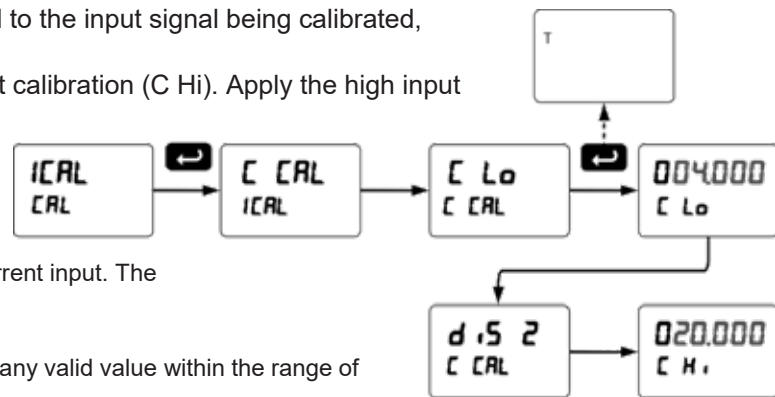 d to the input signal being calibrated,
T
t calibration (C Hi). Apply the high input
ICAL
CAL
C CAL
ICAL
C Lo
C CAL
004.000
C Lo
rrent input. The
diS 2
C CAL
020.000
C Hi
any valid value within the range of